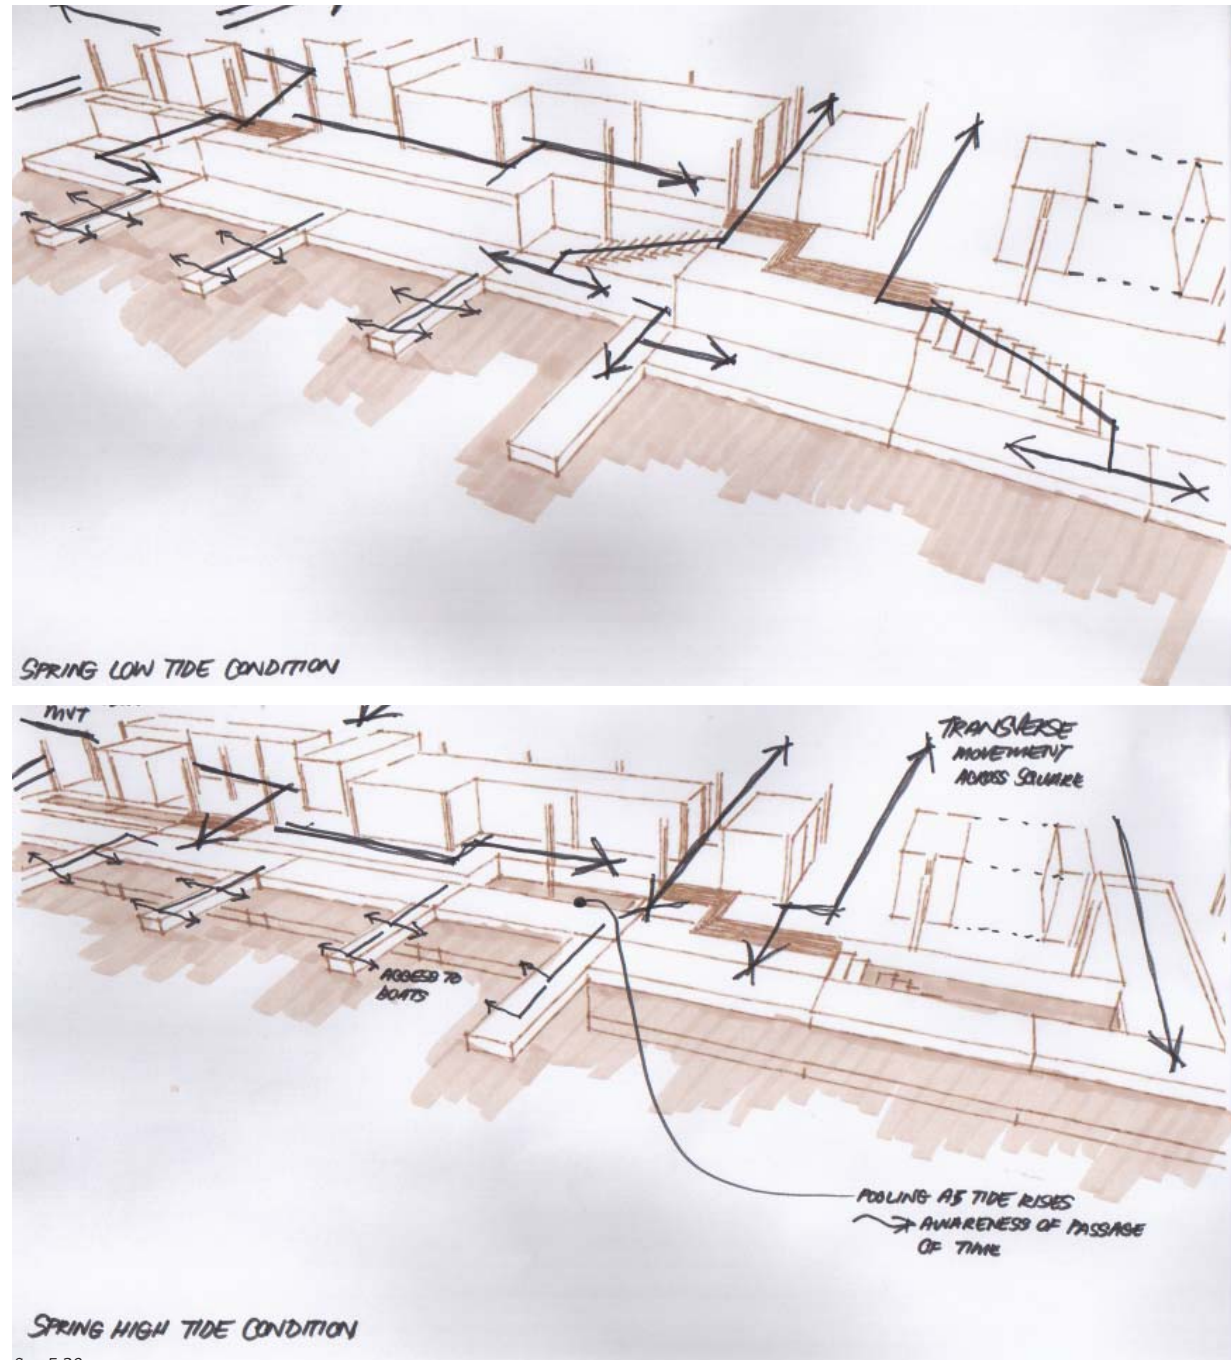 SPRING LOW TIDE CONDITION
MVT
TRANSVERSE
MOVEMENT
ACROSS SQUARE
ACCESS TO
BOATS
POOLING AS TIDE RISES
AWARENESS OF PASSAGE
OF TIME
SPRING HIGH TIDE CONDITION